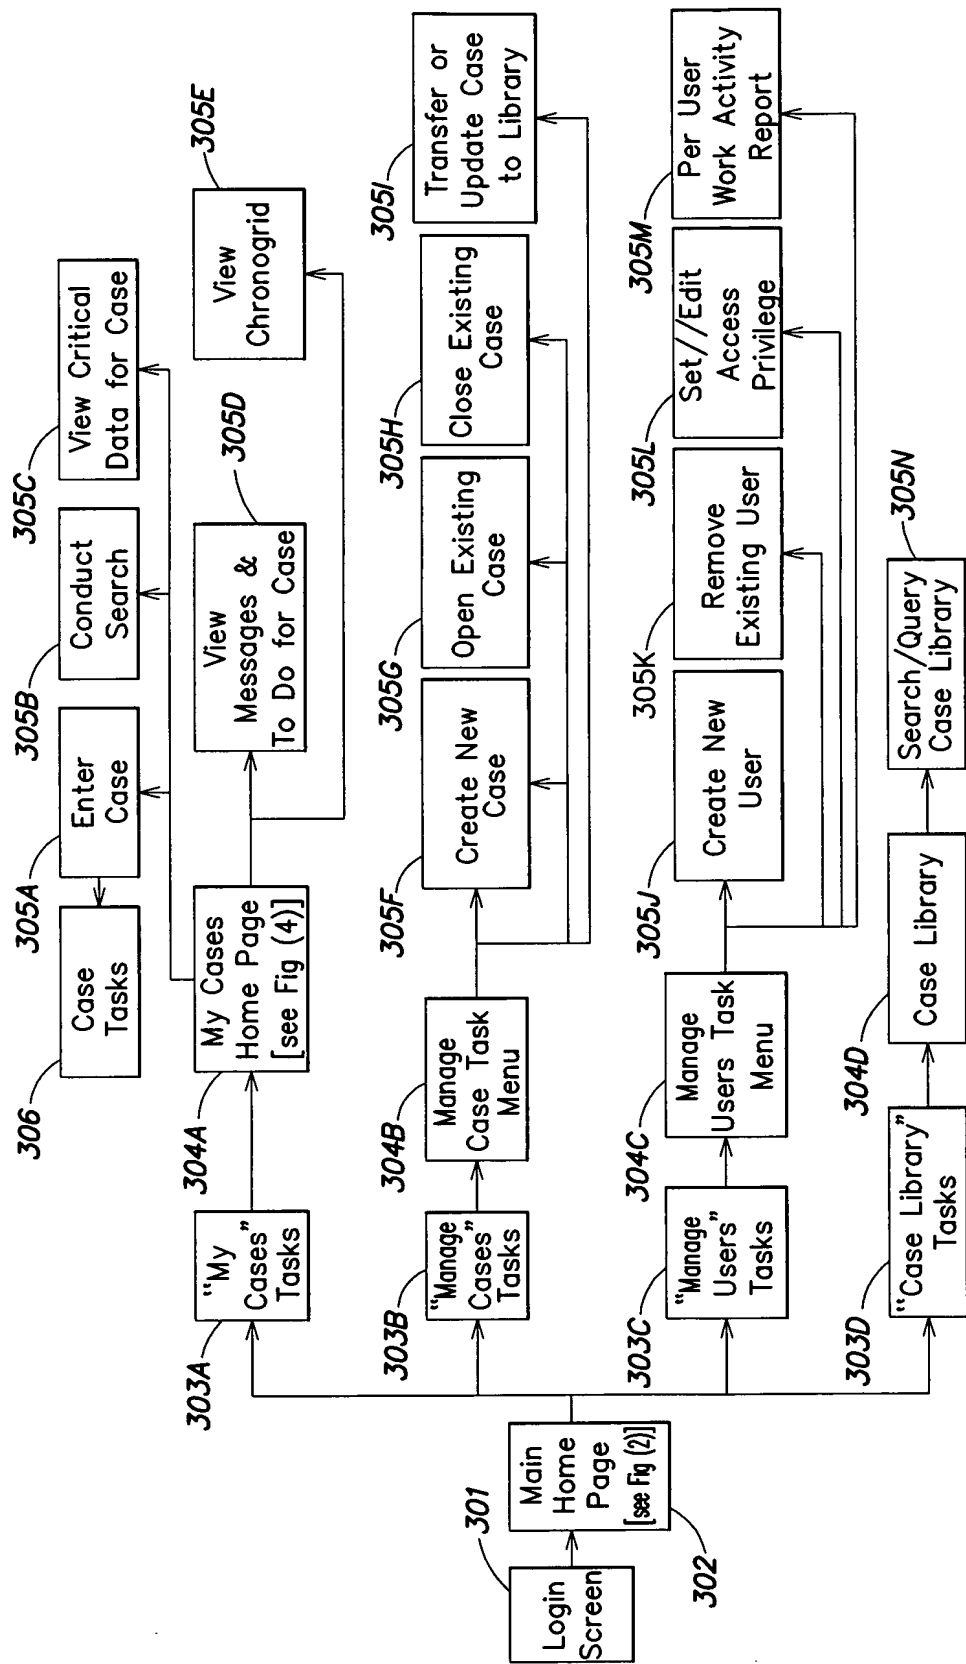 301
Login
Screen
302
Main
Home
Page
[see Fig (2)]
303A
“My
Cases”
Tasks
304A
My Cases
Home Page
[see Fig (4)]
306
Case
Tasks
305A
Enter
Case
305B
Conduct
Search
305C
View Critical
Data for Case
305D
View
Messages &
To Do for Case
305E
View
Chronogrid
303B
“Manage
Cases”
Tasks
304B
Manage
Case Task
Menu
305F
Create New
Case
305G
Open Existing
Case
305H
Close Existing
Case
305I
Transfer or
Update Case
to Library
303C
“Manage
Users”
Tasks
304C
Manage
Users Task
Menu
305J
Create New
User
305K
Remove
Existing User
305L
Set//Edit
Access
Privilege
305M
Per User
Work Activity
Report
303D
“Case Library”
Tasks
304D
Case Library
305N
Search/Query
Case Library